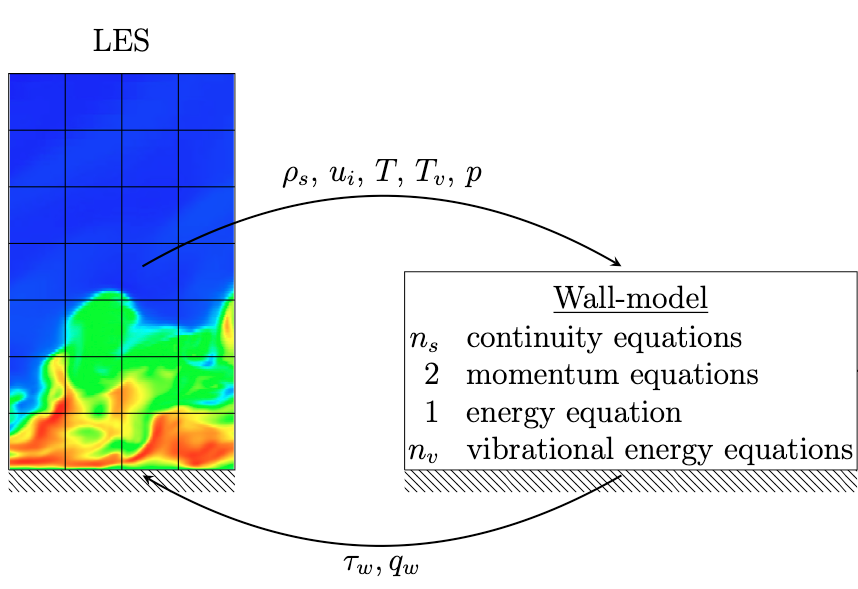 LES
ρ_s, u_i, T, T_v, p
Wall-model
n_s continuity equations
2 momentum equations
1 energy equation
n_v vibrational energy equations
τ_w, q_w